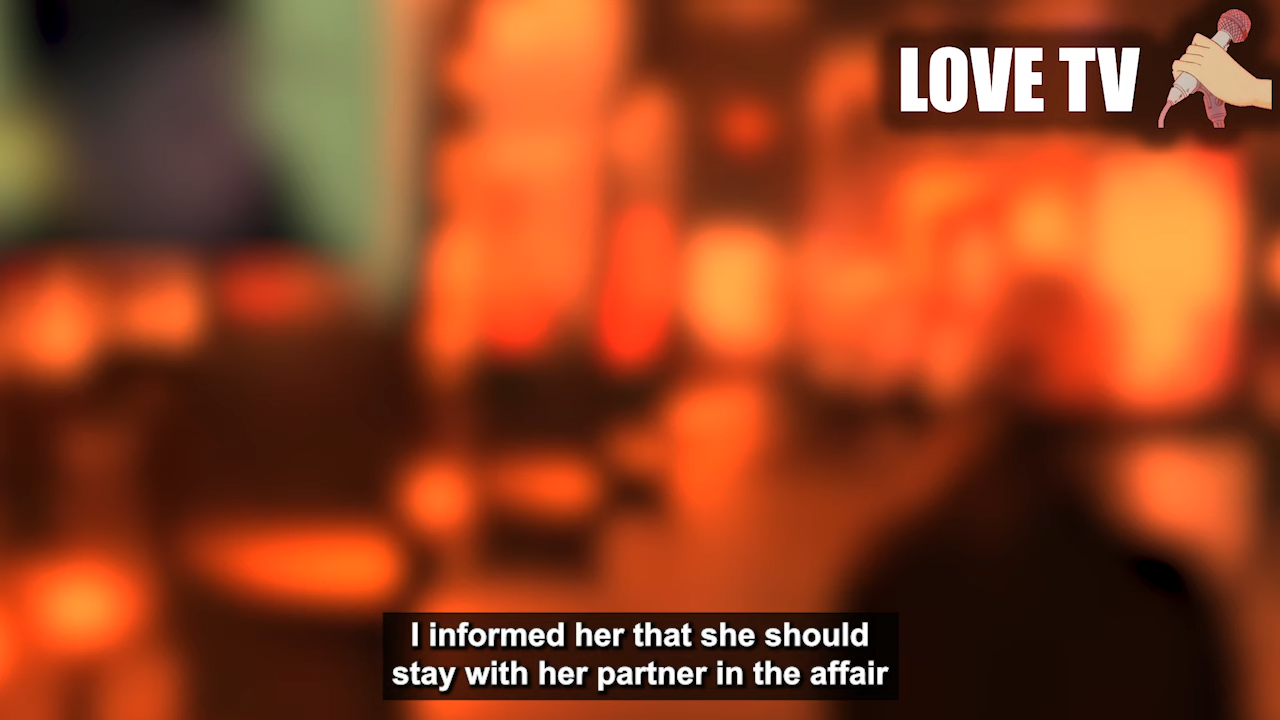 LOVE TV
I informed her that she should
stay with her partner in the affair